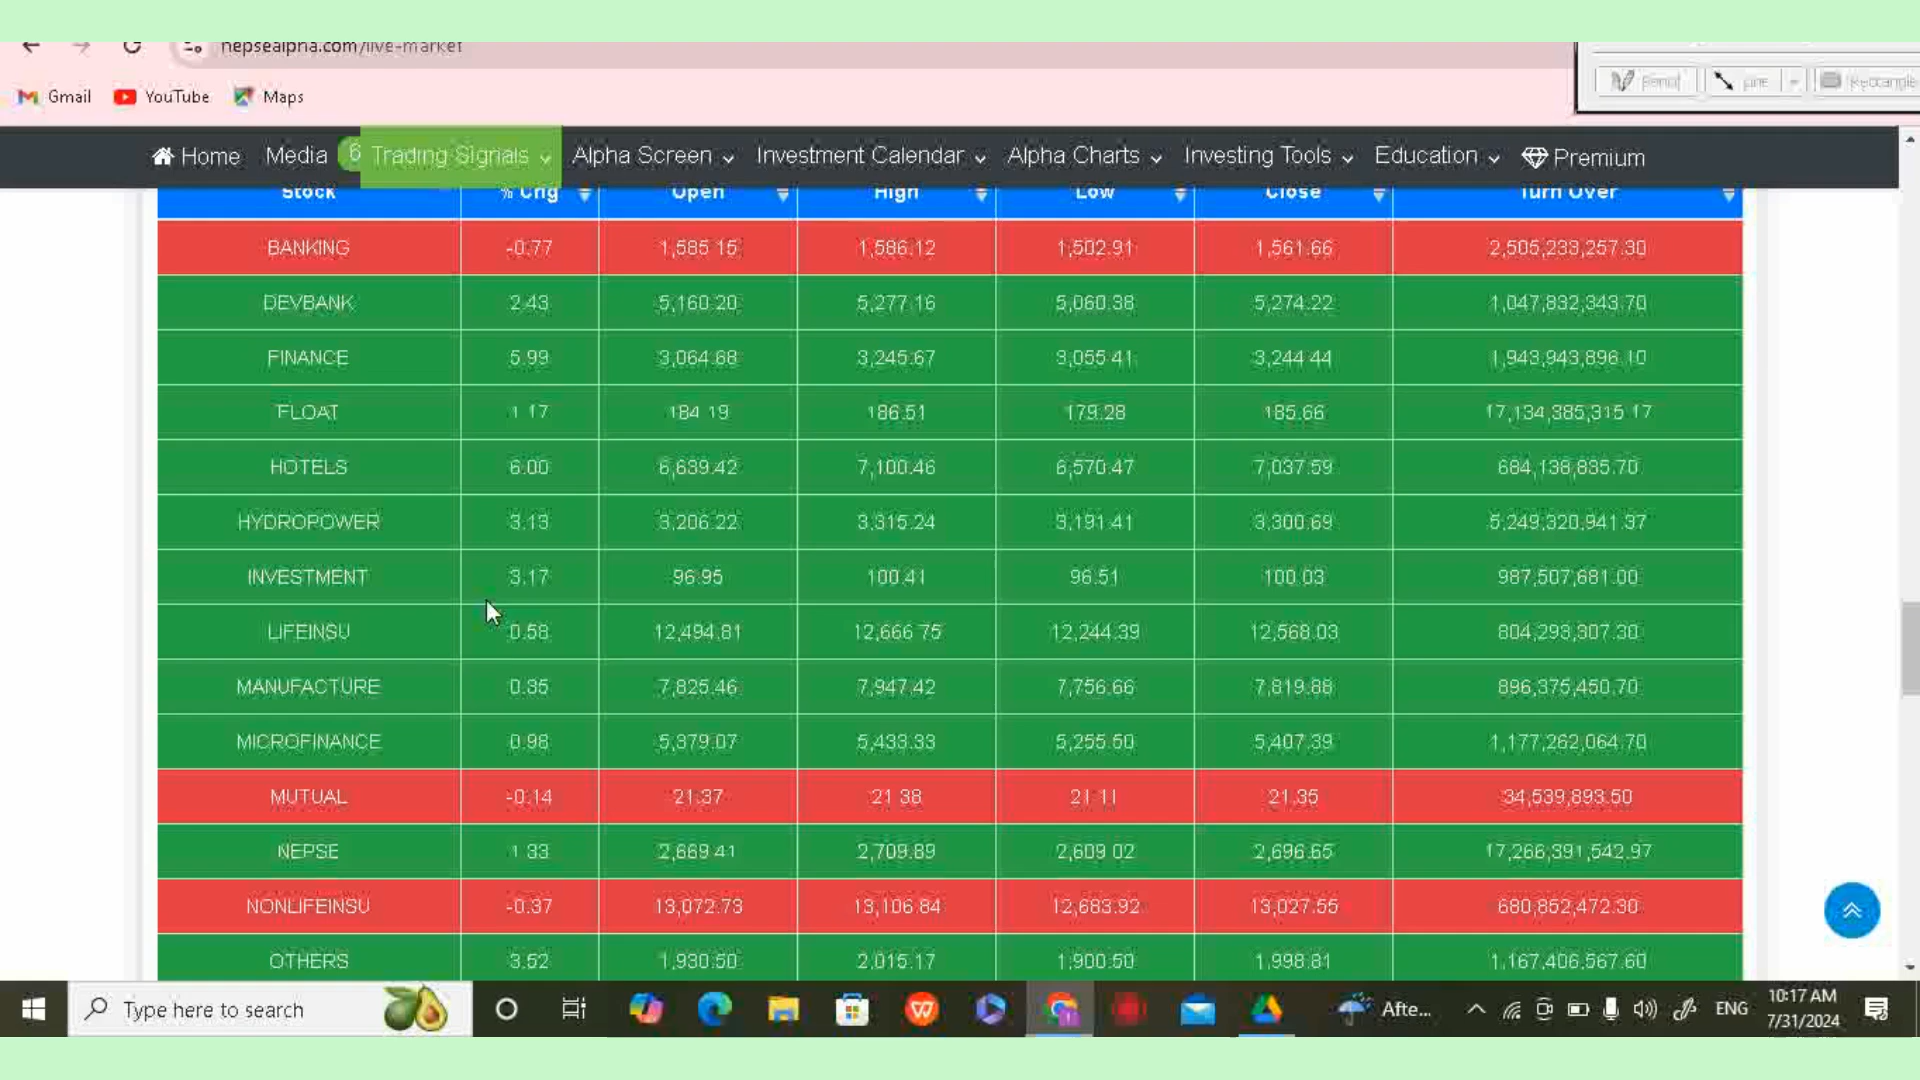 nepsealpha.com/live-market
Pencil Line Rectangle
Gmail YouTube Maps
Home Media 6 Trading Signals Alpha Screen Investment Calendar Alpha Charts Investing Tools Education Premium
Stock % Chg Open High Low Close Turn Over
BANKING -0.77 1,585.15 1,586.12 1,502.91 1,561.66 2,505,233,257.30
DEVBANK 2.43 5,160.20 5,277.16 5,060.38 5,274.22 1,047,832,343.70
FINANCE 5.99 3,064.68 3,245.67 3,055.41 3,244.44 1,943,943,896.10
FLOAT 1.17 184.19 186.51 179.28 185.66 17,134,385,315.17
HOTELS 6.00 6,639.42 7,100.46 6,570.47 7,037.59 684,138,835.70
HYDROPOWER 3.13 3,206.22 3,315.24 3,191.41 3,300.69 5,249,320,941.37
INVESTMENT 3.17 96.95 100.41 96.51 100.03 987,507,681.00
LIFEINSU 0.58 12,494.81 12,666.75 12,244.39 12,568.03 804,293,307.30
MANUFACTURE 0.35 7,825.46 7,947.42 7,756.66 7,819.88 896,375,450.70
MICROFINANCE 0.98 5,379.07 5,433.33 5,255.50 5,407.39 1,177,262,064.70
MUTUAL -0.14 21.37 21.38 21.11 21.35 34,539,893.50
NEPSE 1.33 2,669.41 2,709.89 2,609.02 2,696.65 17,266,391,542.97
NONLIFEINSU -0.37 13,072.73 13,106.84 12,683.92 13,027.55 680,852,472.30
OTHERS 3.52 1,930.50 2,015.17 1,900.50 1,998.81 1,167,406,567.60
Type here to search Afte... ENG 10:17 AM
7/31/2024